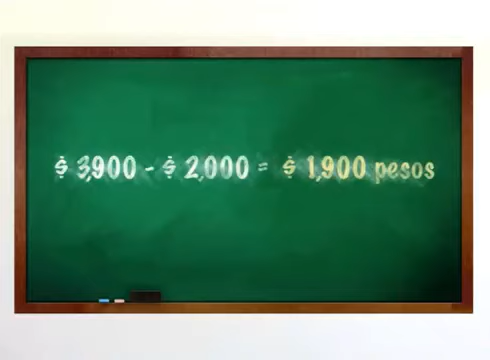 $ 3,900 - $ 2,000 = $ 1,900 pesos